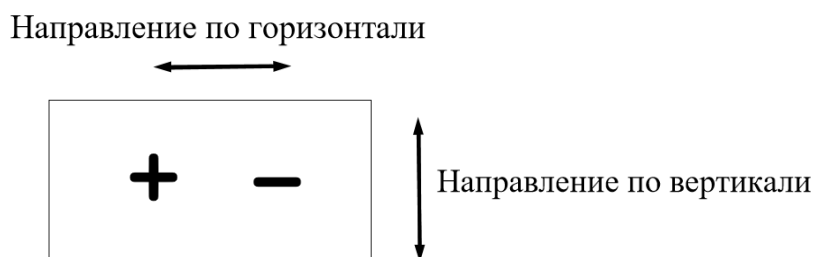 Направление по горизонтали
+ −
Направление по вертикали